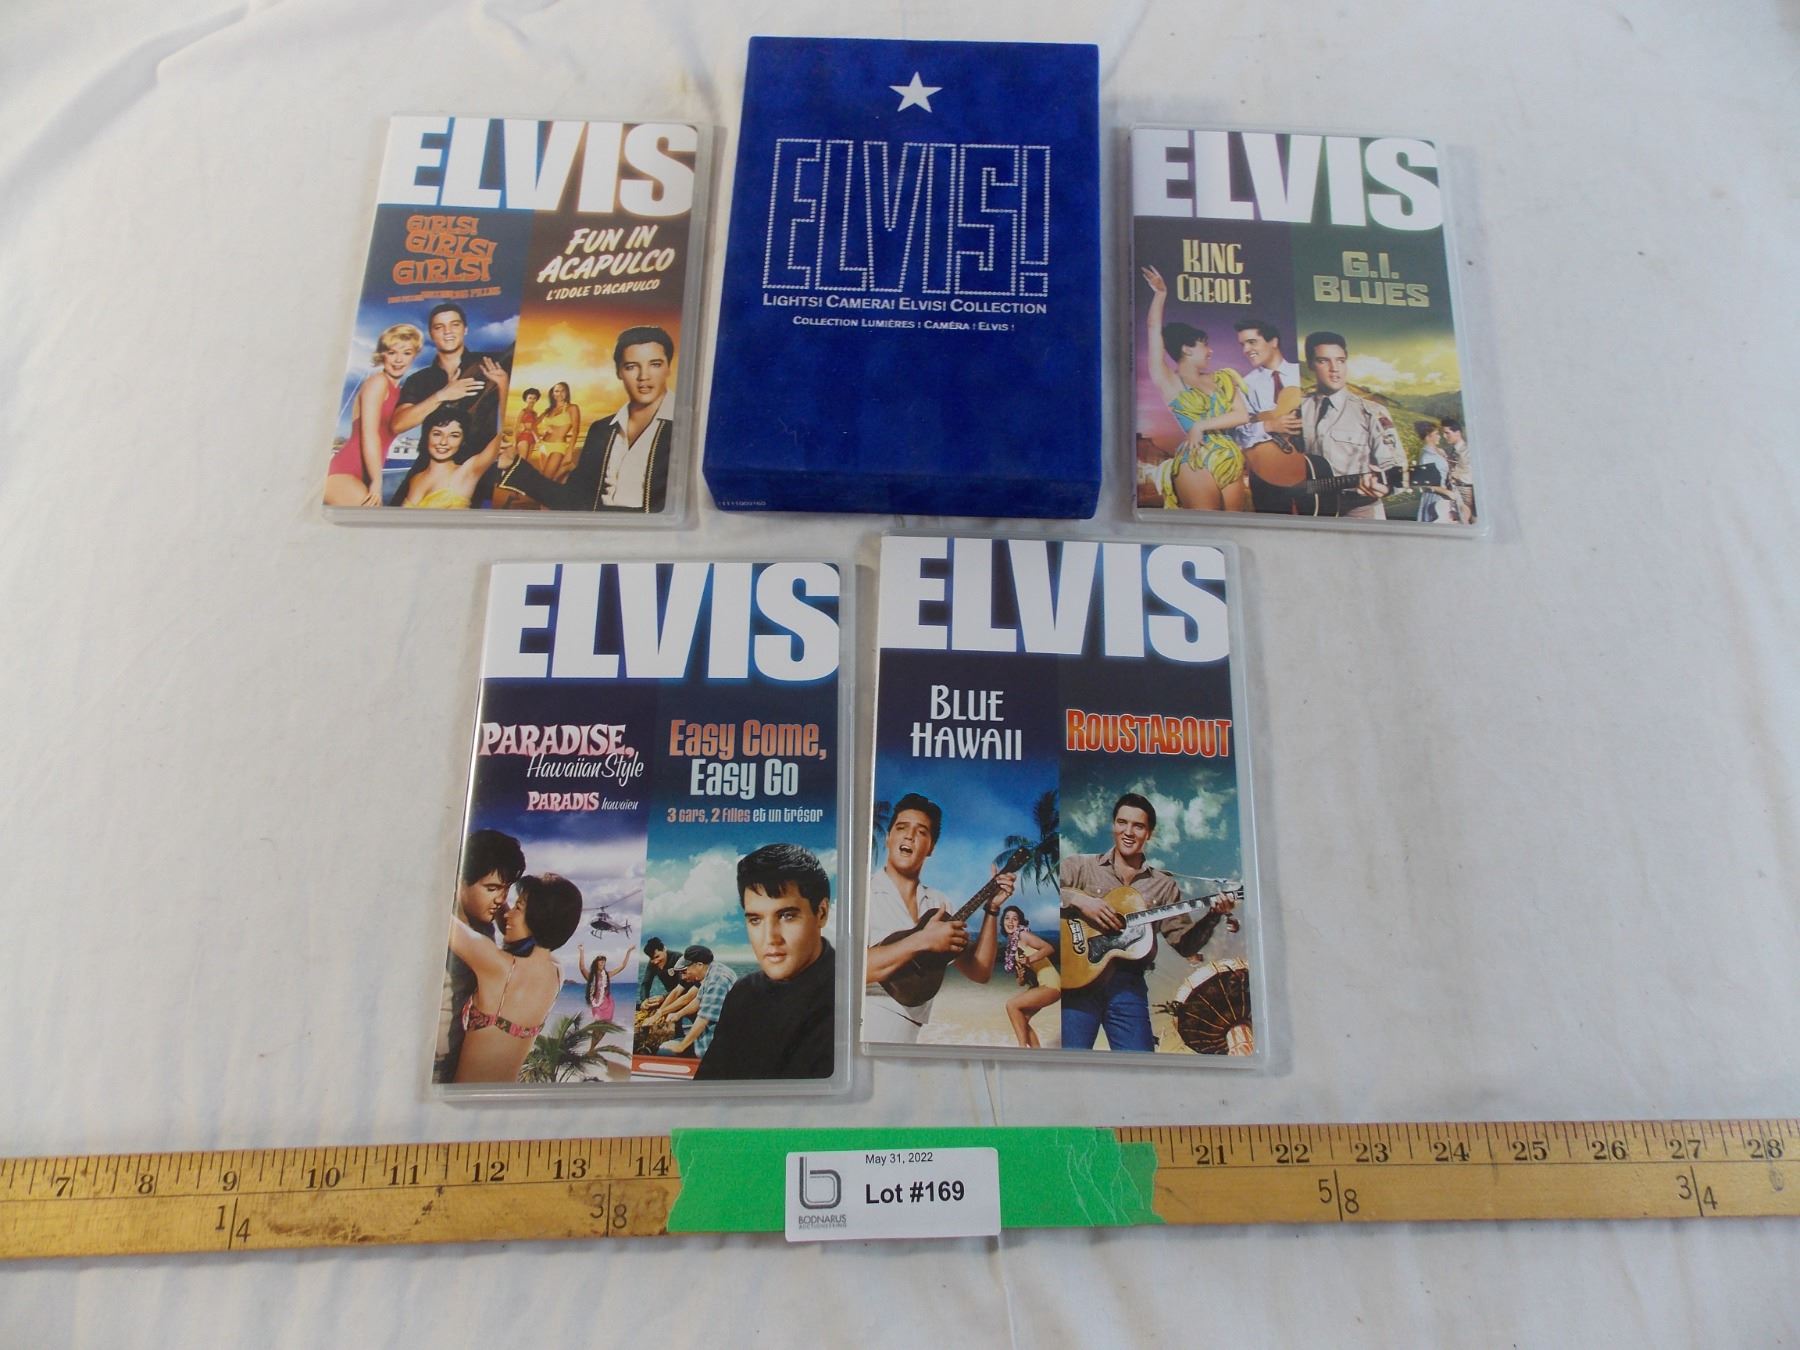 ELVIS
GIRLS!
GIRLS!
GIRLS!
FUN IN
ACAPULCO
L'IDOLE D'ACAPULCO
ELVIS!
LIGHTS! CAMERA! ELVIS! COLLECTION
COLLECTION LUMIÈRES! CAMÉRA! ELVIS!
ELVIS
KING
CREOLE
G.I.
BLUES
ELVIS
PARADISE,
Hawaiian Style
PARADIS hawaïen
Easy Come,
Easy Go
3 gars, 2 filles et un trésor
ELVIS
BLUE
HAWAII
ROUSTABOUT
7 8 9 10 11 12 13 14 21 22 23 24 25 26 27 28
1/4 3/8 5/8 3/4
May 31, 2022
Lot #169
BODNARUS
AUCTIONEERING